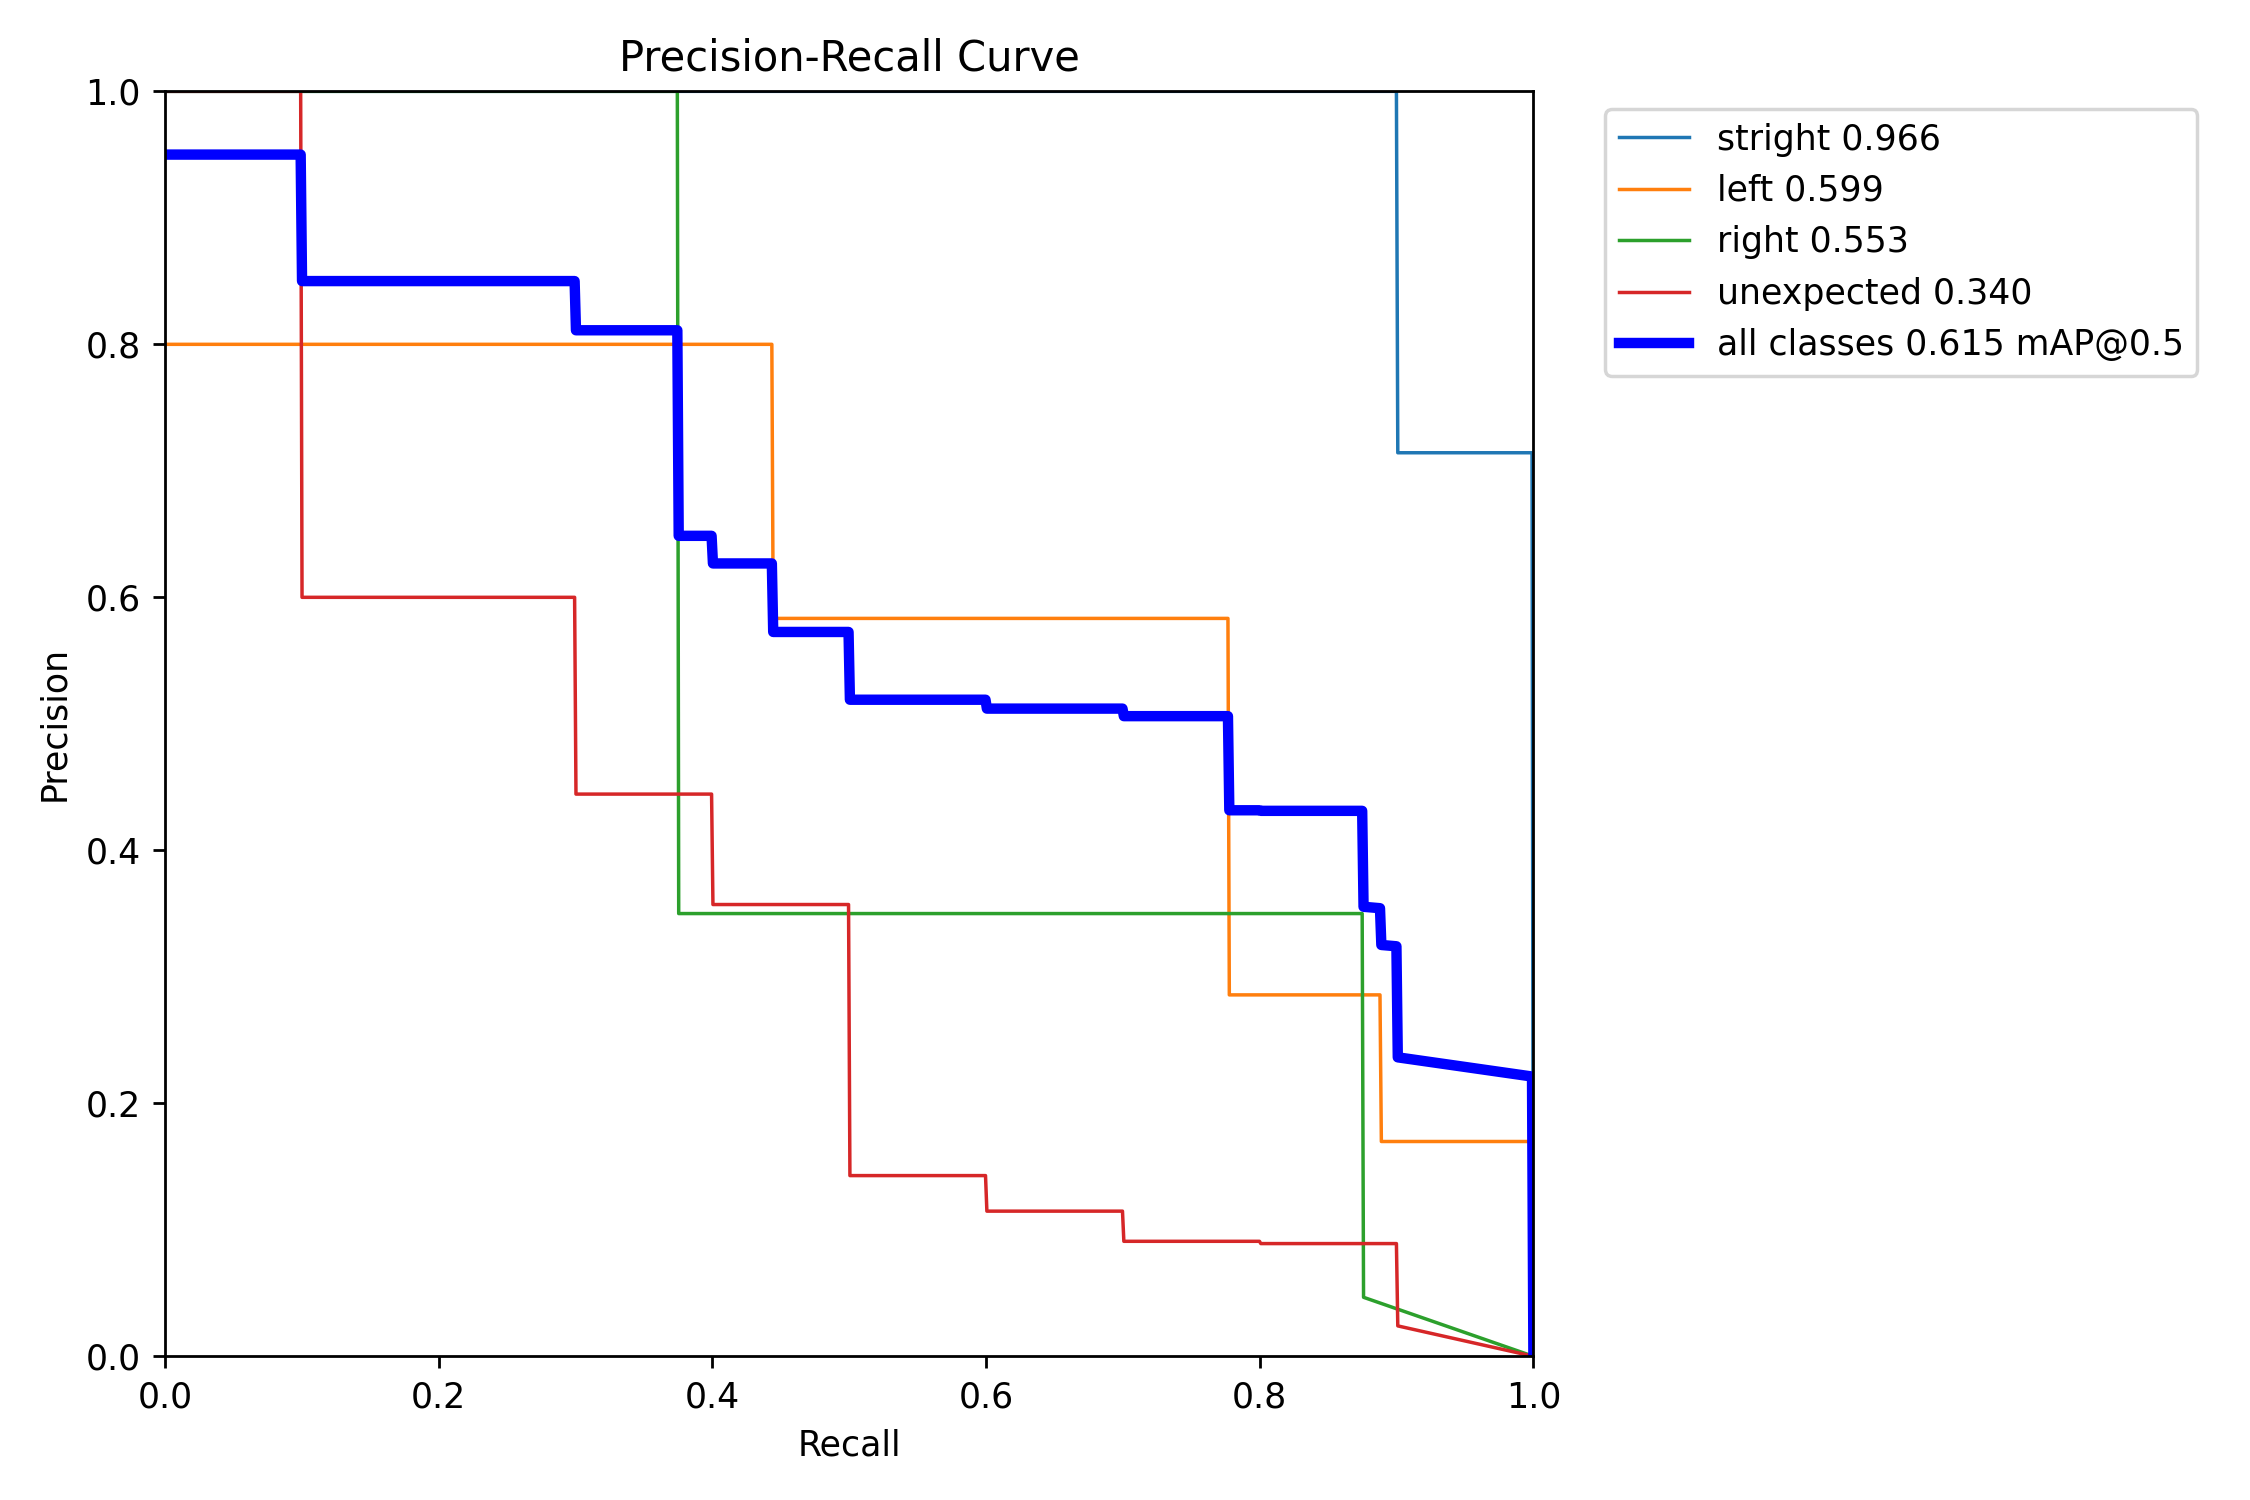 Precision-Recall Curve
1.0
0.8
0.6
0.4
0.2
0.0
Precision
0.0 0.2 0.4 0.6 0.8 1.0
Recall
stright 0.966
left 0.599
right 0.553
unexpected 0.340
all classes 0.615 mAP@0.5